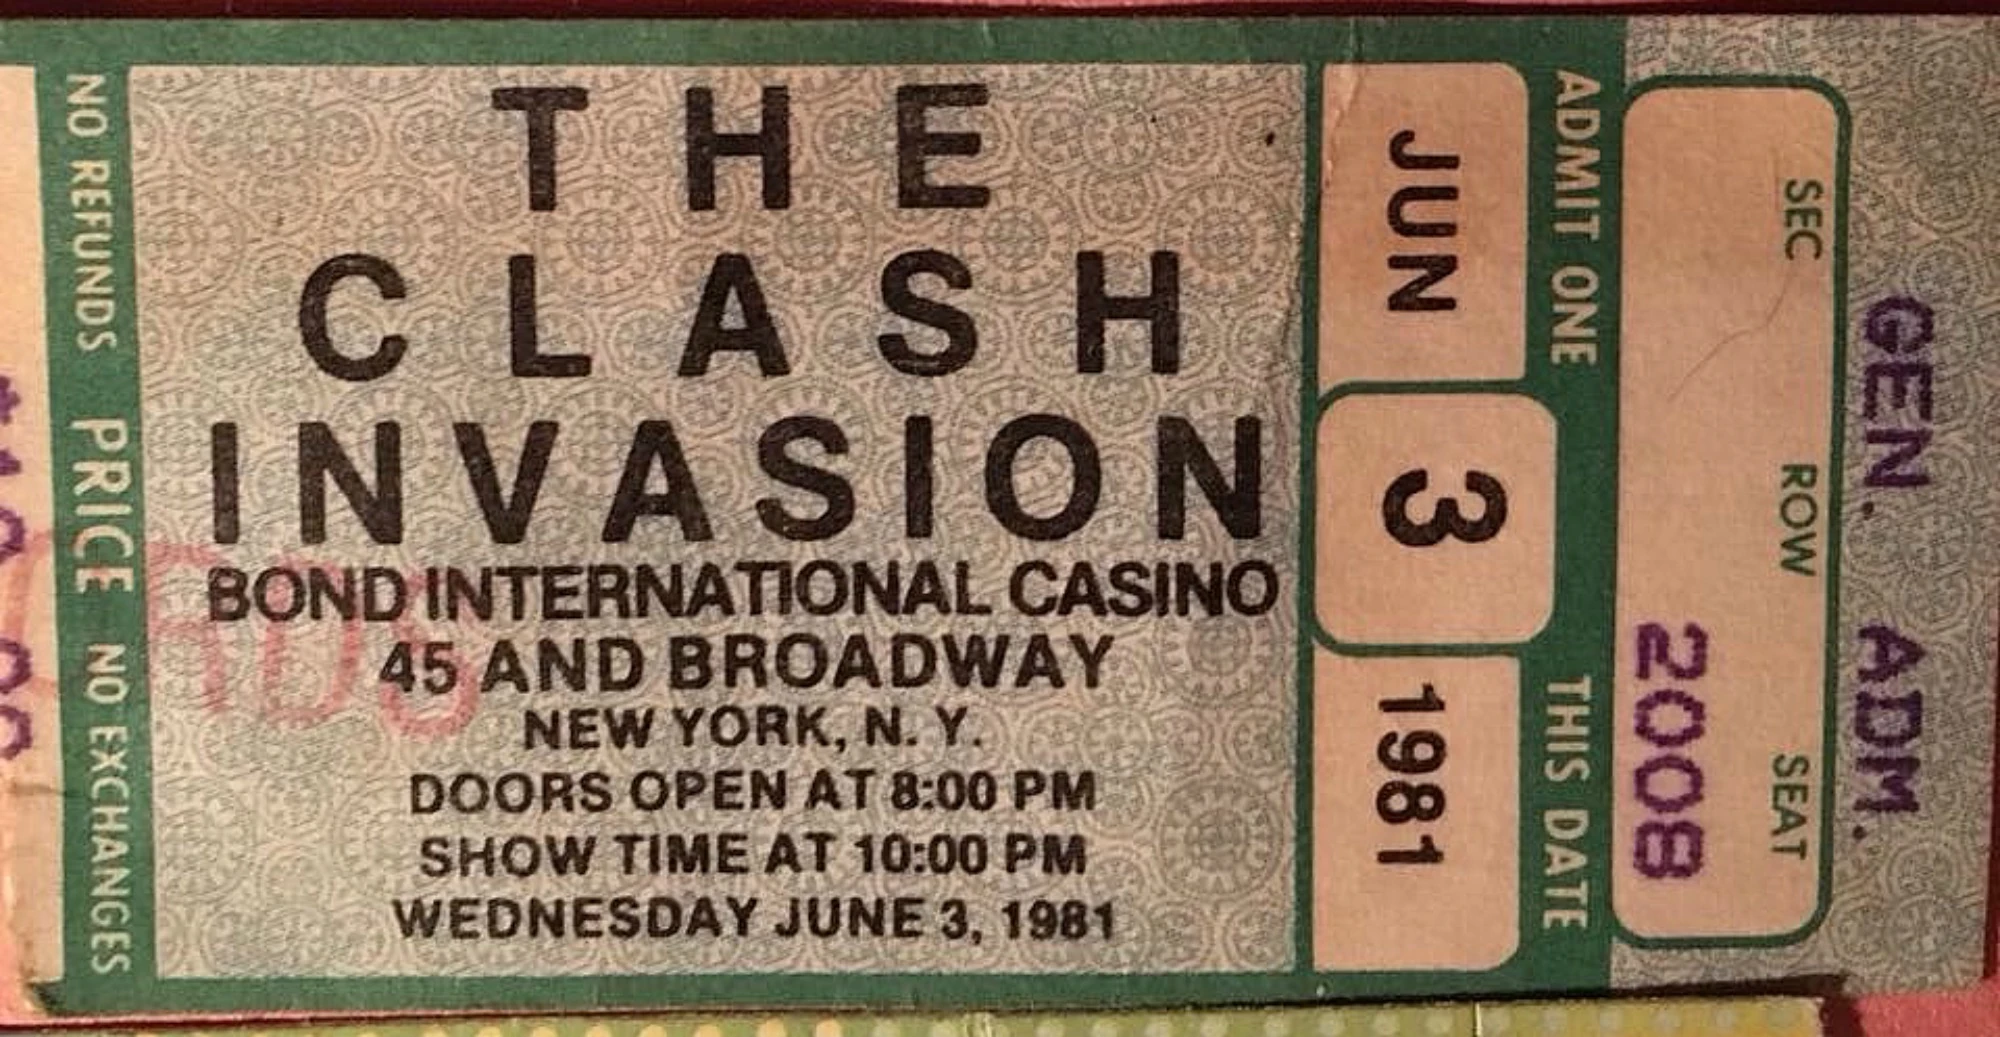 NO REFUNDS PRICE NO EXCHANGES
THE
CLASH
INVASION
BOND INTERNATIONAL CASINO
45 AND BROADWAY
NEW YORK, N. Y.
DOORS OPEN AT 8:00 PM
SHOW TIME AT 10:00 PM
WEDNESDAY JUNE 3, 1981
JUN 3 1981
ADMIT ONE THIS DATE
2008
SEC ROW SEAT
GEN. ADM.